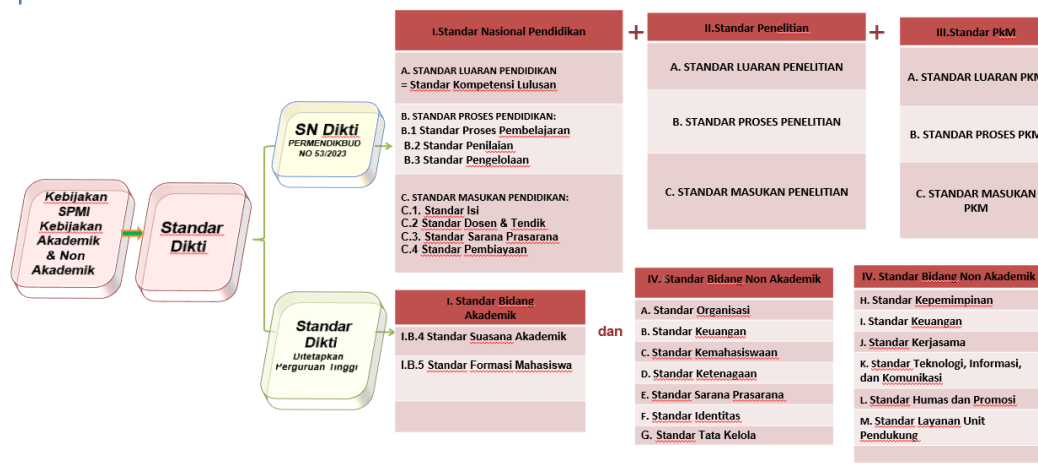 Kebijakan
SPMI
Kebijakan
Akademik
& Non
Akademik
Standar
Dikti
SN Dikti
PERMENDIKBUD
NO 53/2023
Standar
Dikti
Ditetapkan
Perguruan Tinggi
I.Standar Nasional Pendidikan
A. STANDAR LUARAN PENDIDIKAN
= Standar Kompetensi Lulusan
B. STANDAR PROSES PENDIDIKAN:
B.1 Standar Proses Pembelajaran
B.2 Standar Penilaian
B.3 Standar Pengelolaan
C. STANDAR MASUKAN PENDIDIKAN:
C.1. Standar Isi
C.2 Standar Dosen & Tendik
C.3. Standar Sarana Prasarana
C.4 Standar Pembiayaan
+
II.Standar Penelitian
A. STANDAR LUARAN PENELITIAN
B. STANDAR PROSES PENELITIAN
C. STANDAR MASUKAN PENELITIAN
+
III.Standar PkM
A. STANDAR LUARAN PKM
B. STANDAR PROSES PKM
C. STANDAR MASUKAN
PKM
I. Standar Bidang
Akademik
I.B.4 Standar Suasana Akademik
I.B.5 Standar Formasi Mahasiswa
dan
IV. Standar Bidang Non Akademik
A. Standar Organisasi
B. Standar Keuangan
C. Standar Kemahasiswaan
D. Standar Ketenagaan
E. Standar Sarana Prasarana
F. Standar Identitas
G. Standar Tata Kelola
IV. Standar Bidang Non Akademik
H. Standar Kepemimpinan
I. Standar Keuangan
J. Standar Kerjasama
K. standar Teknologi, Informasi,
dan Komunikasi
L. Standar Humas dan Promosi
M. Standar Layanan Unit
Pendukung